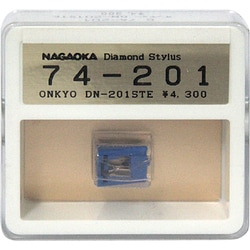 NAGAOKA Diamond Stylus
74-201
ONKYO DN-201STE ¥4,300